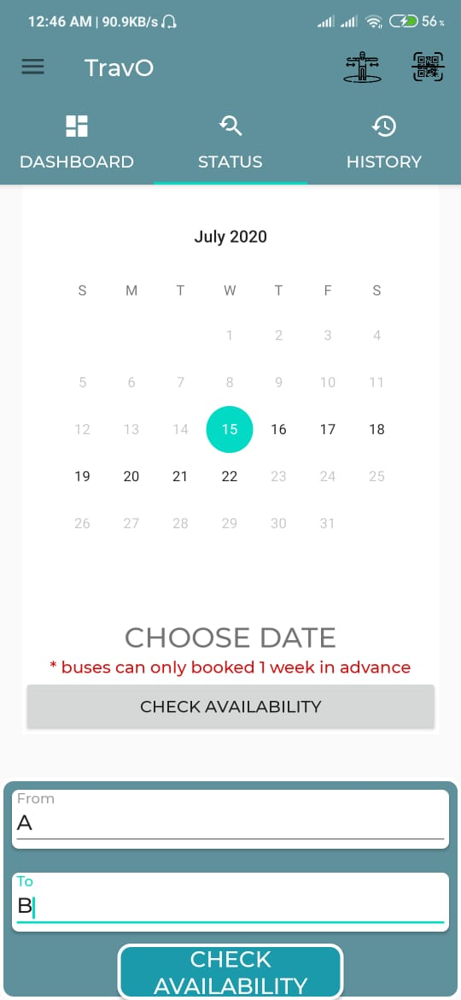 12:46 AM | 90.9KB/s 56%
TravO
DASHBOARD STATUS HISTORY
July 2020
S M T W T F S
1 2 3 4
5 6 7 8 9 10 11
12 13 14 15 16 17 18
19 20 21 22 23 24 25
26 27 28 29 30 31
CHOOSE DATE
* buses can only booked 1 week in advance
CHECK AVAILABILITY
From
A
To
B
CHECK
AVAILABILITY